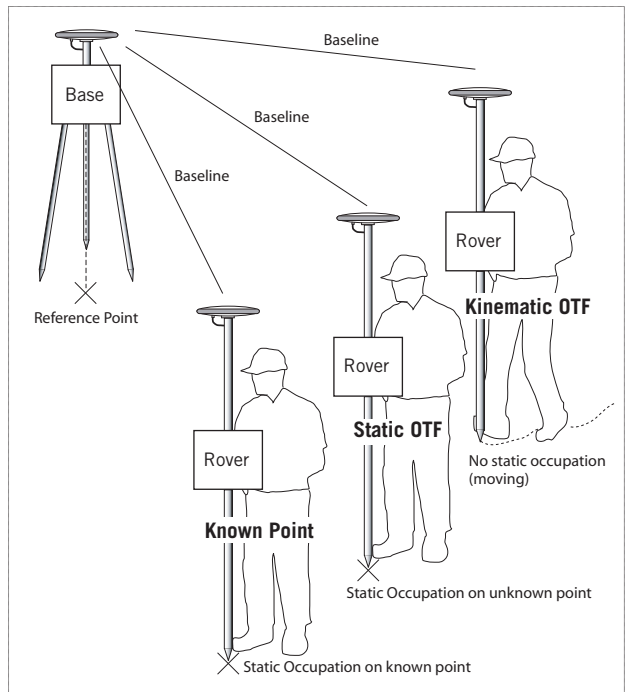 Baseline
Base
Baseline
Baseline
Rover
Kinematic OTF
Reference Point
Rover
Static OTF
No static occupation
(moving)
Rover
Known Point
Static Occupation on unknown point
Static Occupation on known point